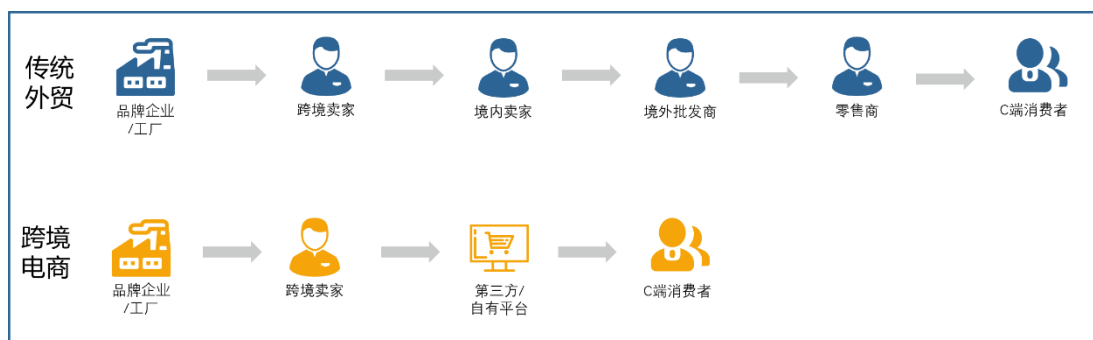 传统
外贸
品牌企业
/工厂
跨境卖家
境内卖家
境外批发商
零售商
C端消费者
跨境
电商
品牌企业
/工厂
跨境卖家
第三方/
自有平台
C端消费者